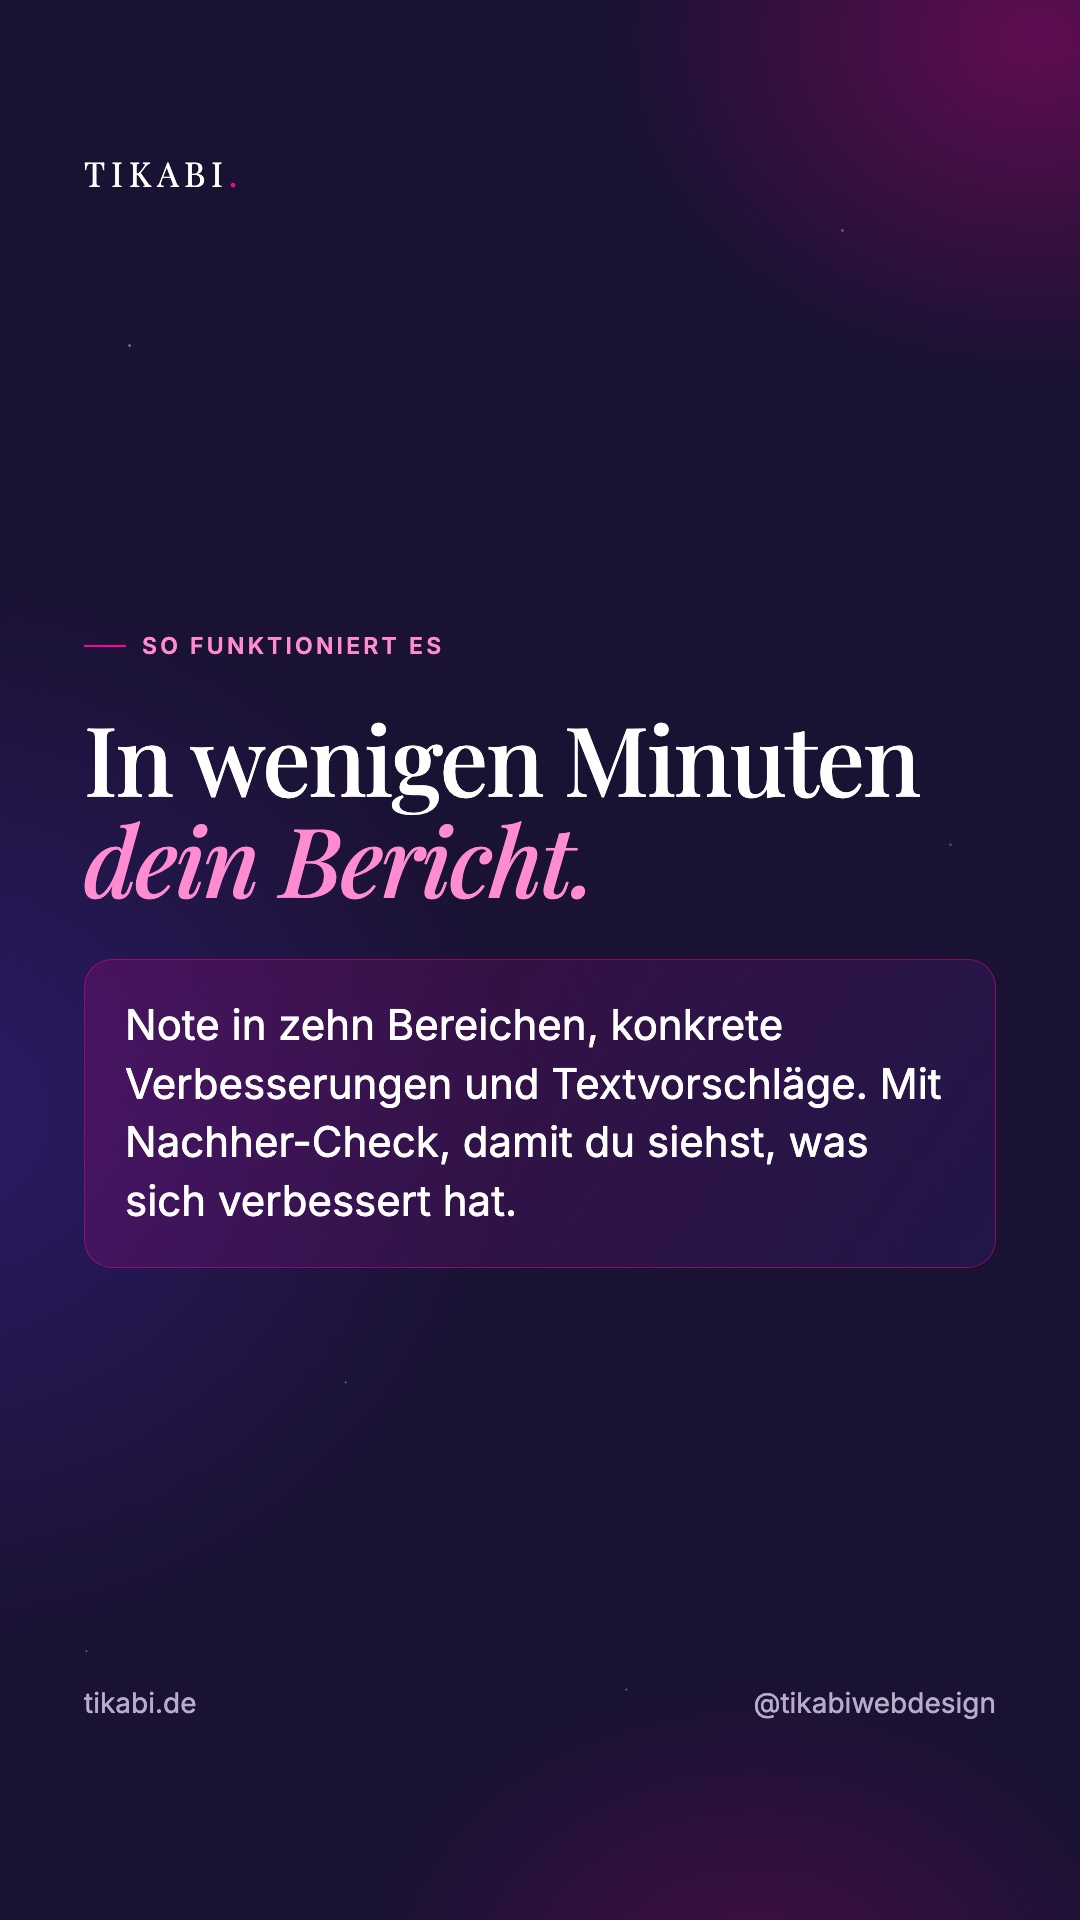 TIKABI.
SO FUNKTIONIERT ES
In wenigen Minuten
dein Bericht.
Note in zehn Bereichen, konkrete
Verbesserungen und Textvorschläge. Mit
Nachher-Check, damit du siehst, was
sich verbessert hat.
tikabi.de
@tikabiwebdesign